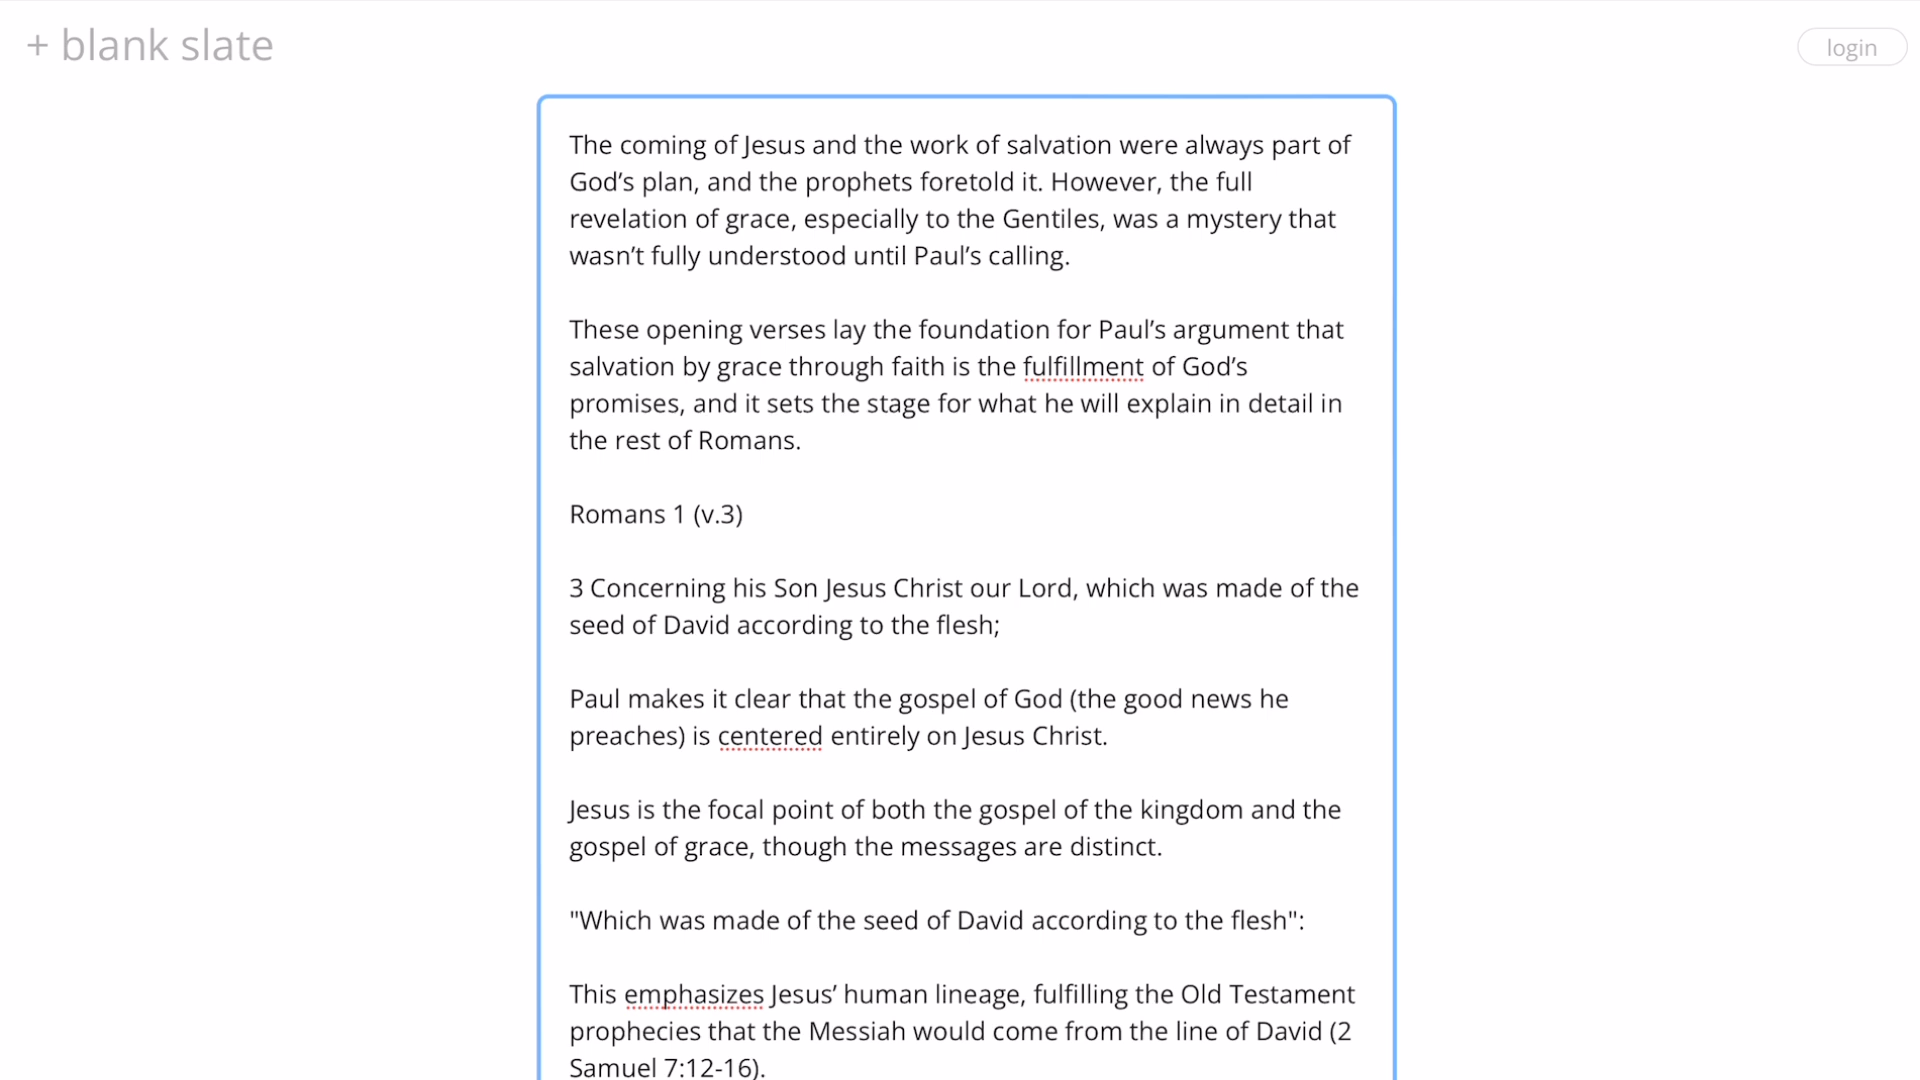 + blank slate
login
The coming of Jesus and the work of salvation were always part of
God’s plan, and the prophets foretold it. However, the full
revelation of grace, especially to the Gentiles, was a mystery that
wasn’t fully understood until Paul’s calling.
These opening verses lay the foundation for Paul’s argument that
salvation by grace through faith is the fulfillment of God’s
promises, and it sets the stage for what he will explain in detail in
the rest of Romans.
Romans 1 (v.3)
3 Concerning his Son Jesus Christ our Lord, which was made of the
seed of David according to the flesh;
Paul makes it clear that the gospel of God (the good news he
preaches) is centered entirely on Jesus Christ.
Jesus is the focal point of both the gospel of the kingdom and the
gospel of grace, though the messages are distinct.
"Which was made of the seed of David according to the flesh":
This emphasizes Jesus’ human lineage, fulfilling the Old Testament
prophecies that the Messiah would come from the line of David (2
Samuel 7:12-16).